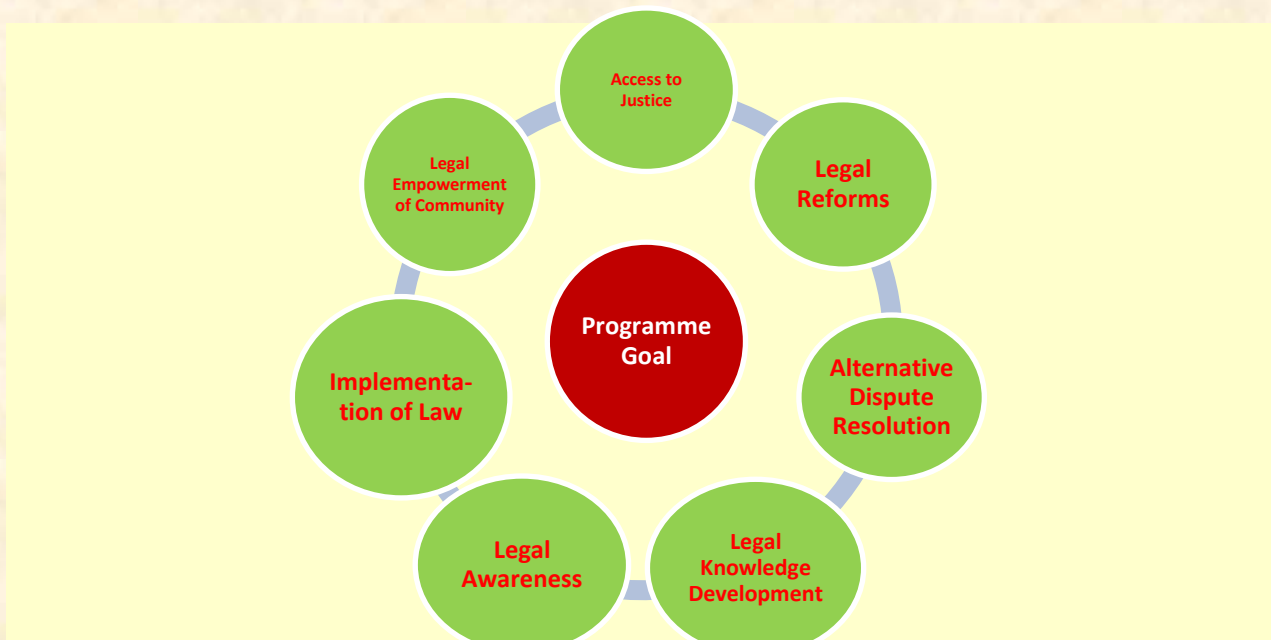 Access to
Justice
Legal
Reforms
Alternative
Dispute
Resolution
Legal
Knowledge
Development
Legal
Awareness
Implementa-
tion of Law
Legal
Empowerment
of Community
Programme
Goal